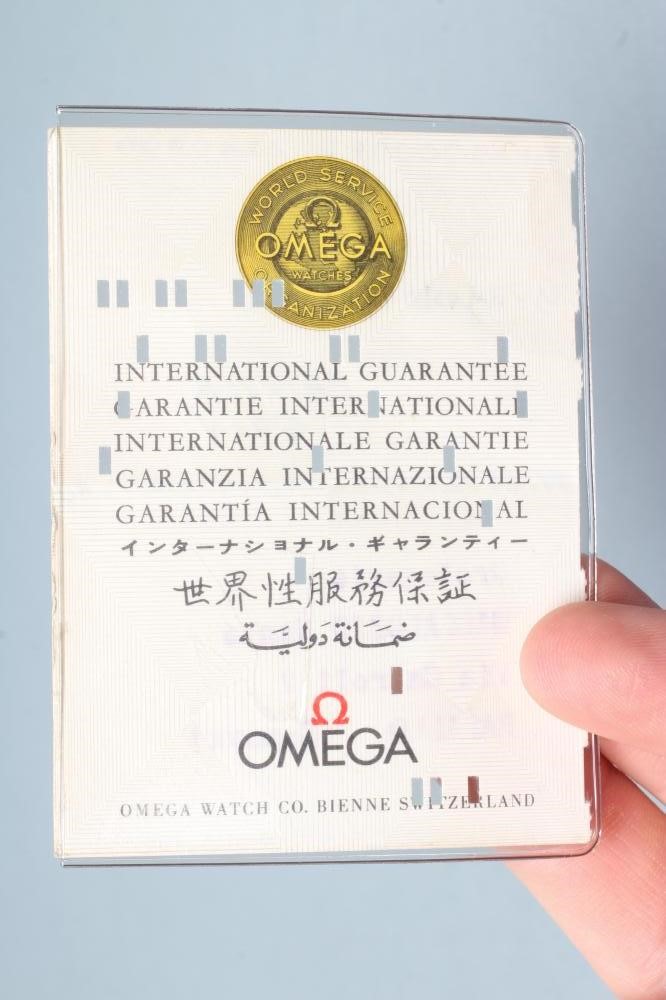 WORLD SERVICE
Ω
OMEGA
WATCHES
ORGANIZATION
INTERNATIONAL GUARANTEE
GARANTIE INTERNATIONALE
INTERNATIONALE GARANTIE
GARANZIA INTERNAZIONALE
GARANTÍA INTERNACIONAL
インターナショナル・ギャランティー
世界性服務保証
ضمانة دولية
Ω
OMEGA
OMEGA WATCH CO. BIENNE SWITZERLAND